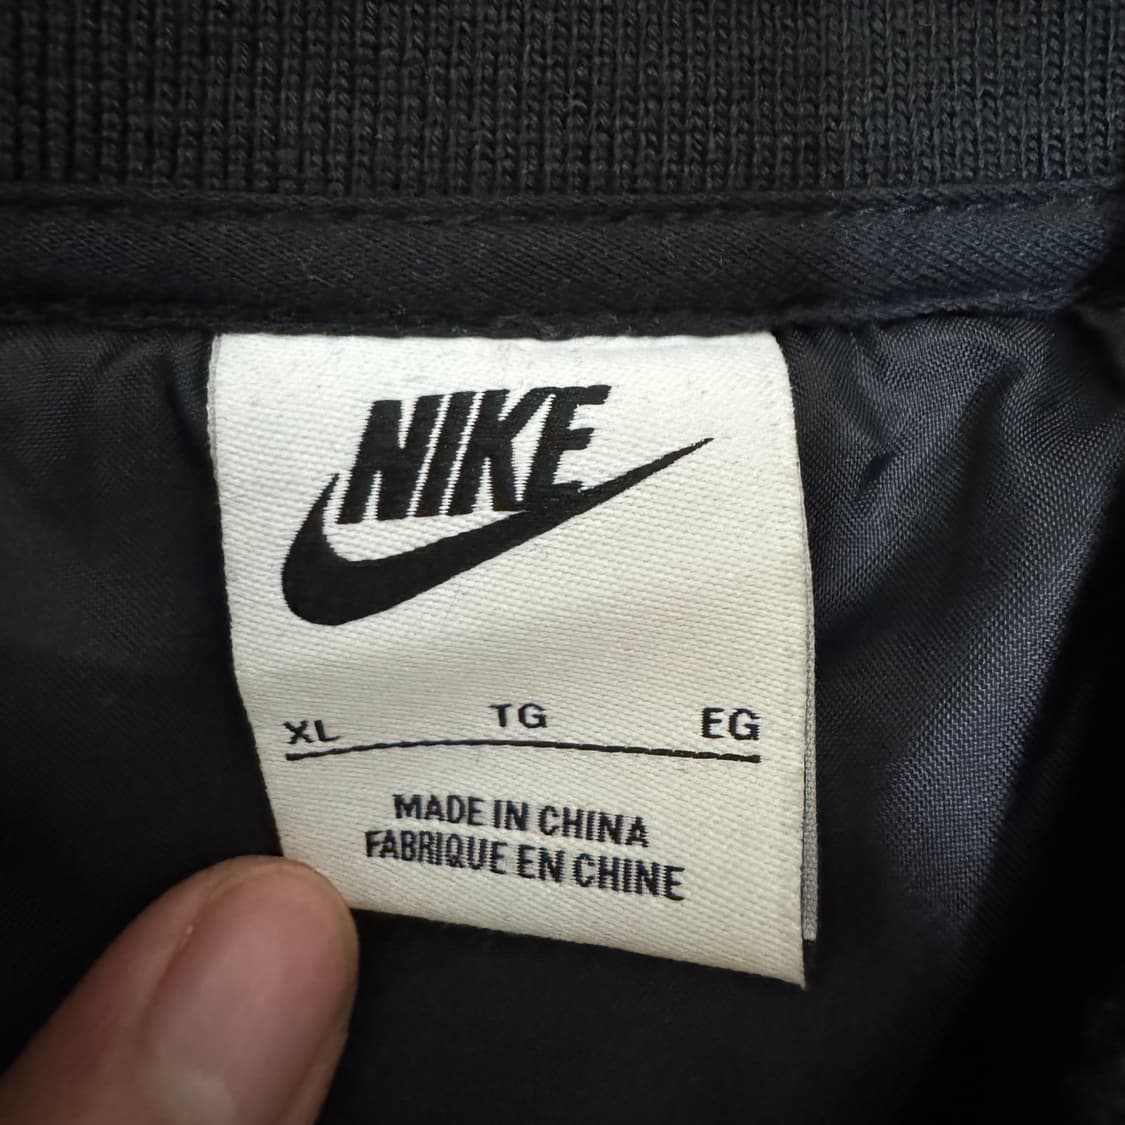 NIKE
XL TG EG
MADE IN CHINA
FABRIQUE EN CHINE